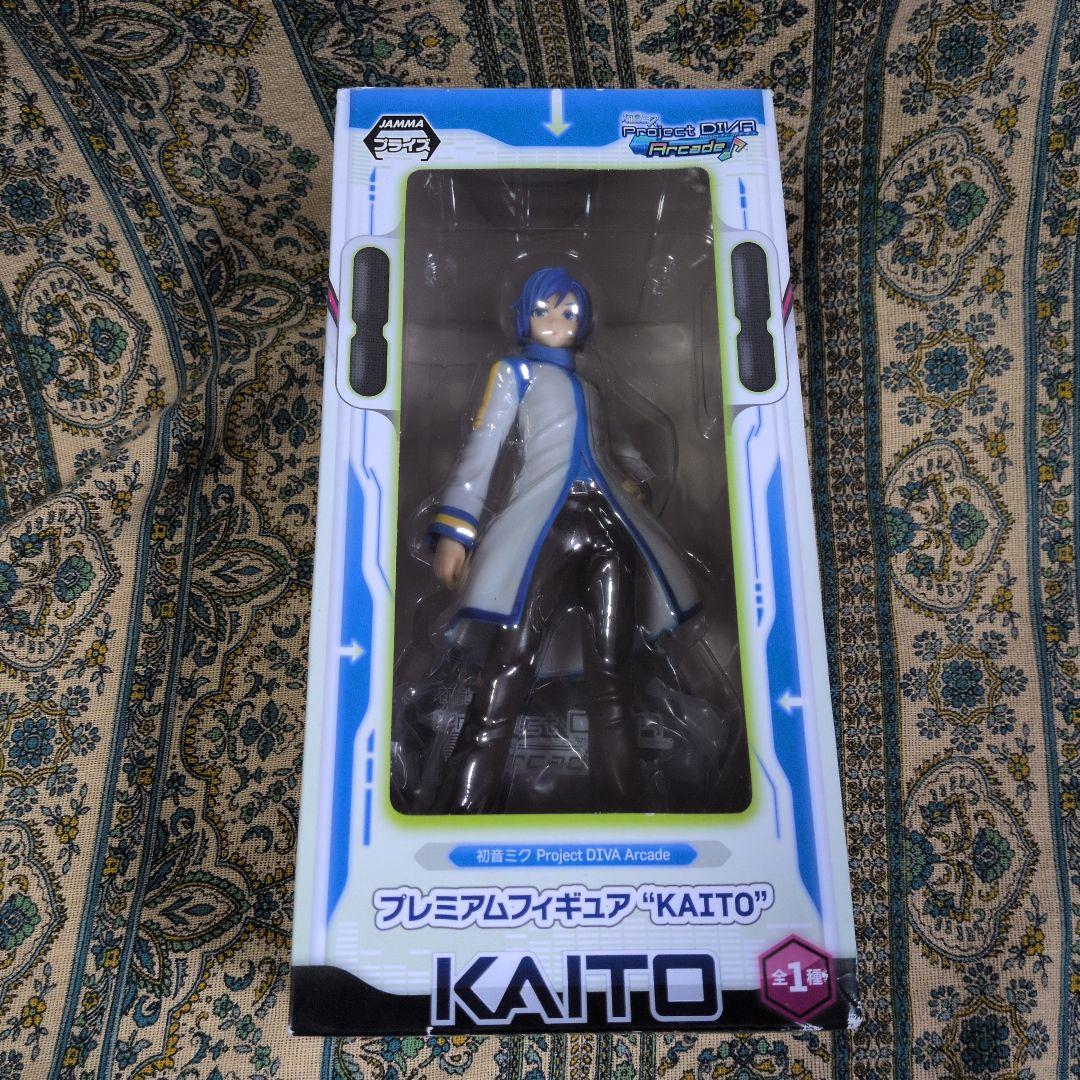 JAMMA
プライズ
初音ミク
Project DIVA
Arcade
初音ミク Project DIVA Arcade
プレミアムフィギュア “KAITO”
KAITO
全1種